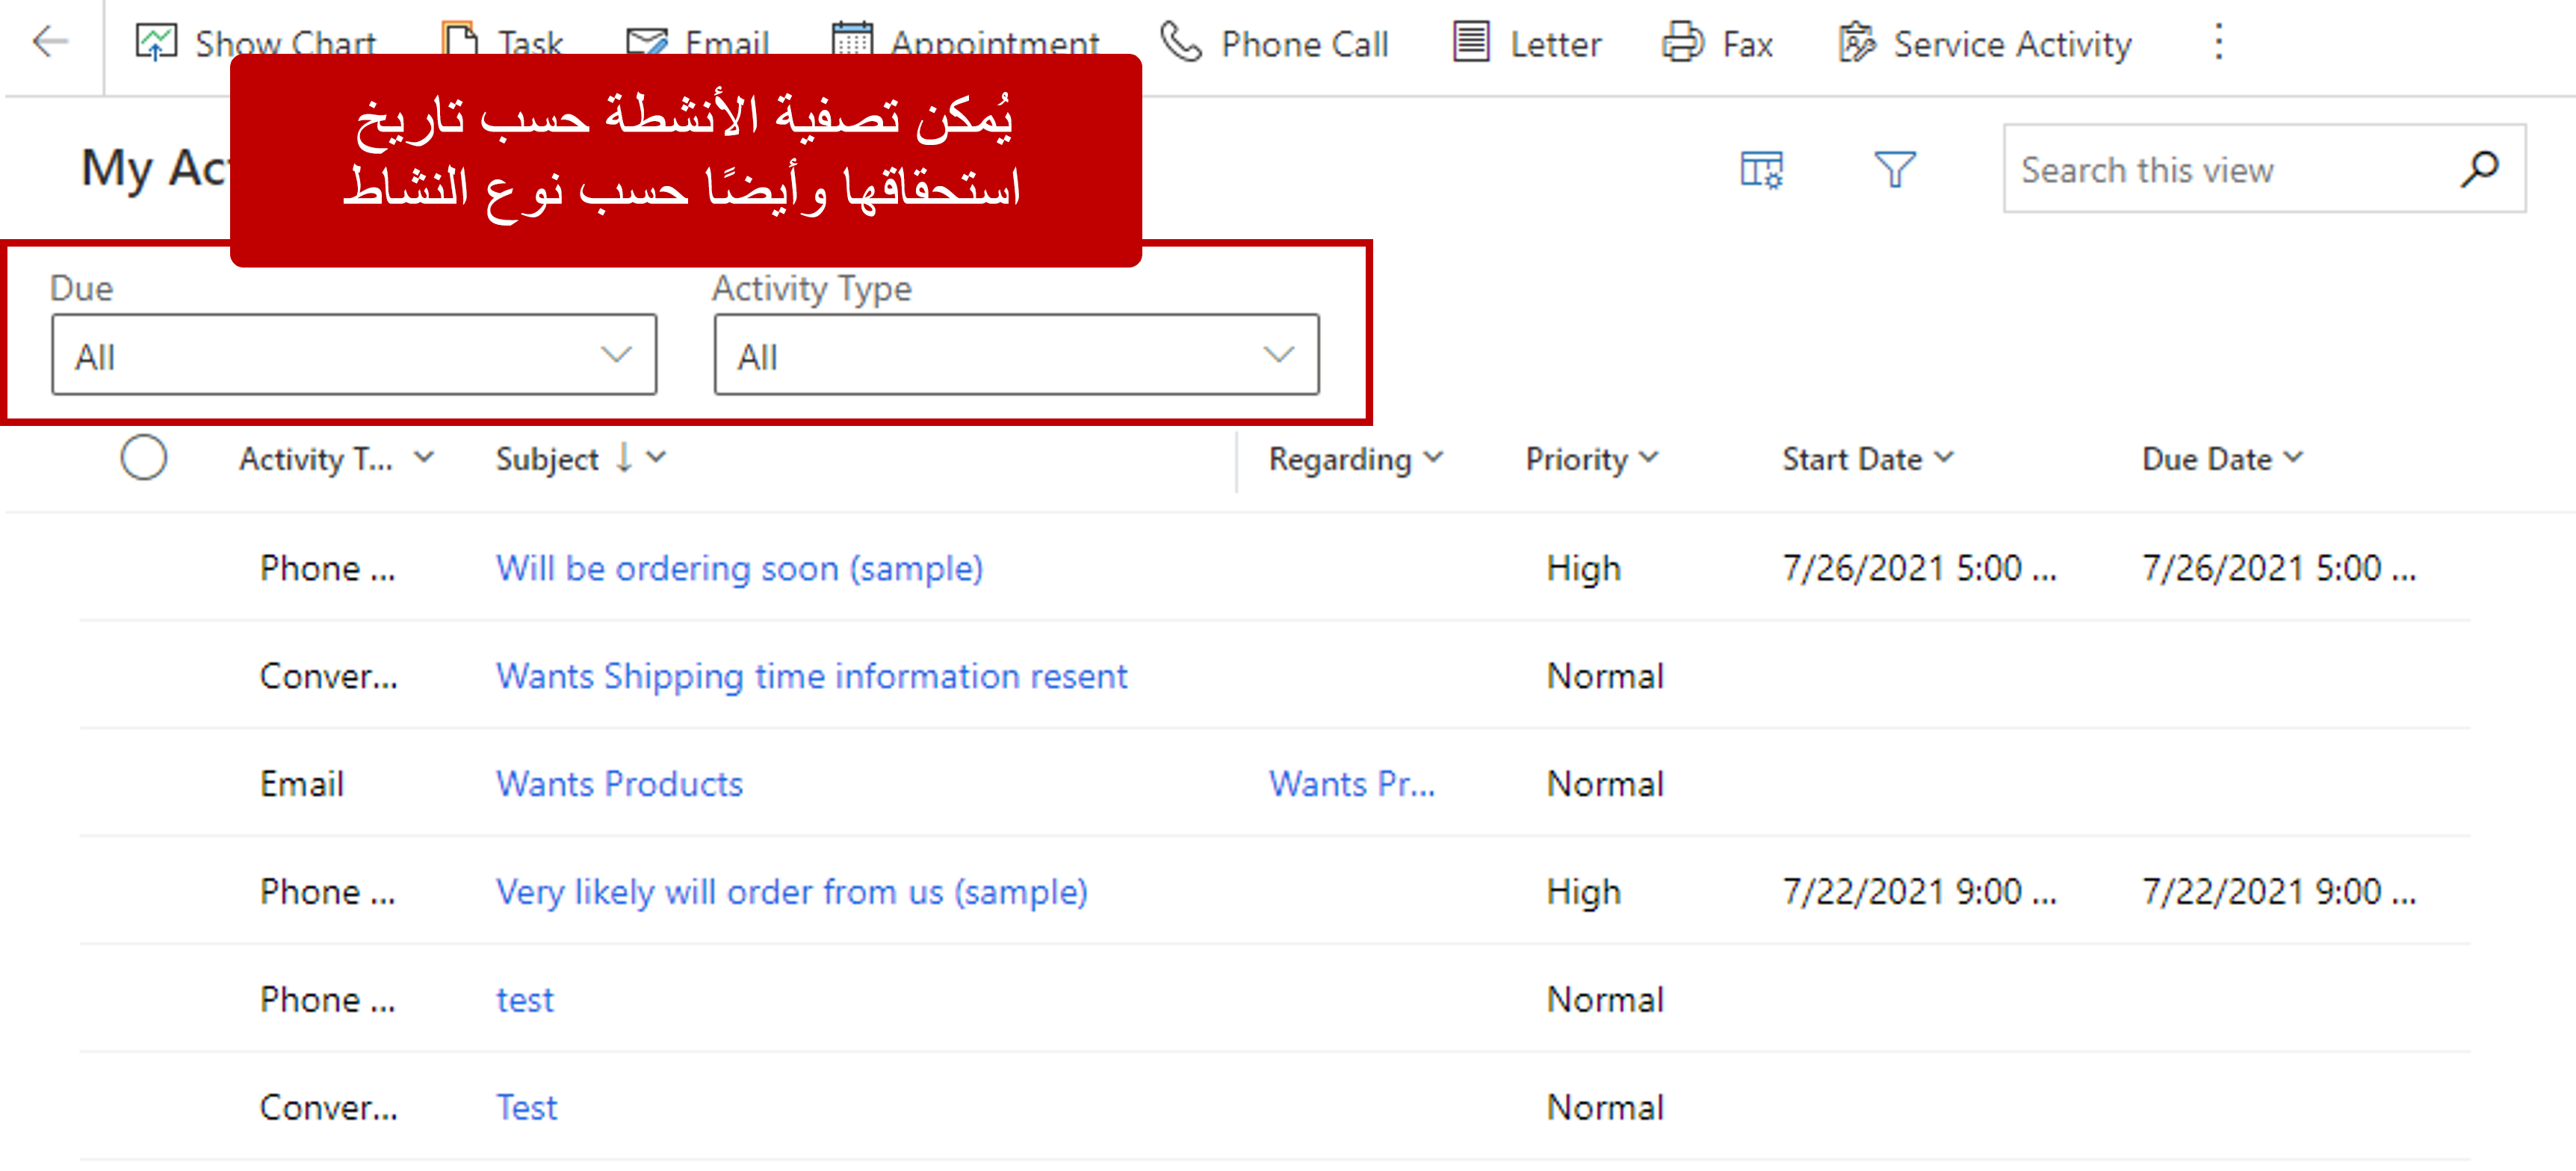 Show Chart Task Email Appointment Phone Call Letter Fax Service Activity
يُمكن تصفية الأنشطة حسب تاريخ
استحقاقها وأيضًا حسب نوع النشاط
My Ac
Search this view
Due Activity Type
All All
Activity T... Subject Regarding Priority Start Date Due Date
Phone ... Will be ordering soon (sample) High 7/26/2021 5:00 ... 7/26/2021 5:00 ...
Conver... Wants Shipping time information resent Normal
Email Wants Products Wants Pr... Normal
Phone ... Very likely will order from us (sample) High 7/22/2021 9:00 ... 7/22/2021 9:00 ...
Phone ... test Normal
Conver... Test Normal